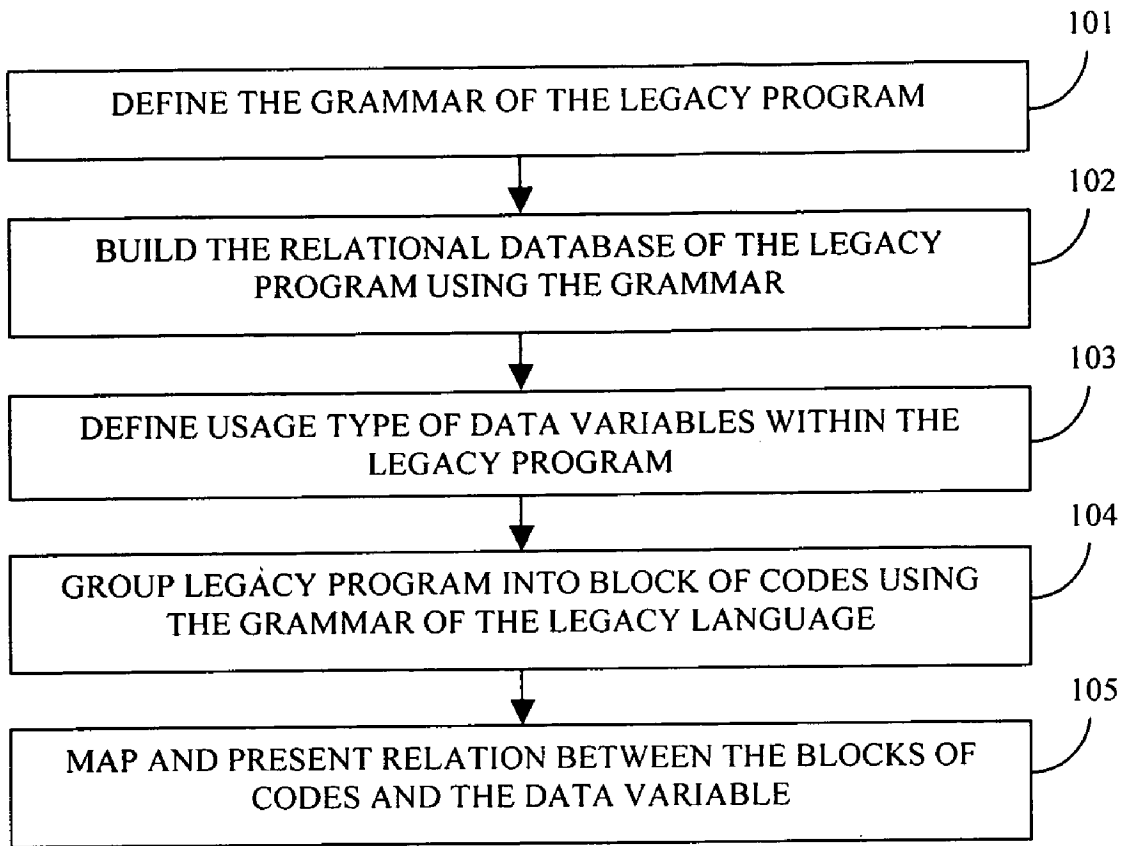 101
DEFINE THE GRAMMAR OF THE LEGACY PROGRAM
102
BUILD THE RELATIONAL DATABASE OF THE LEGACY
PROGRAM USING THE GRAMMAR
103
DEFINE USAGE TYPE OF DATA VARIABLES WITHIN THE
LEGACY PROGRAM
104
GROUP LEGACY PROGRAM INTO BLOCK OF CODES USING
THE GRAMMAR OF THE LEGACY LANGUAGE
105
MAP AND PRESENT RELATION BETWEEN THE BLOCKS OF
CODES AND THE DATA VARIABLE